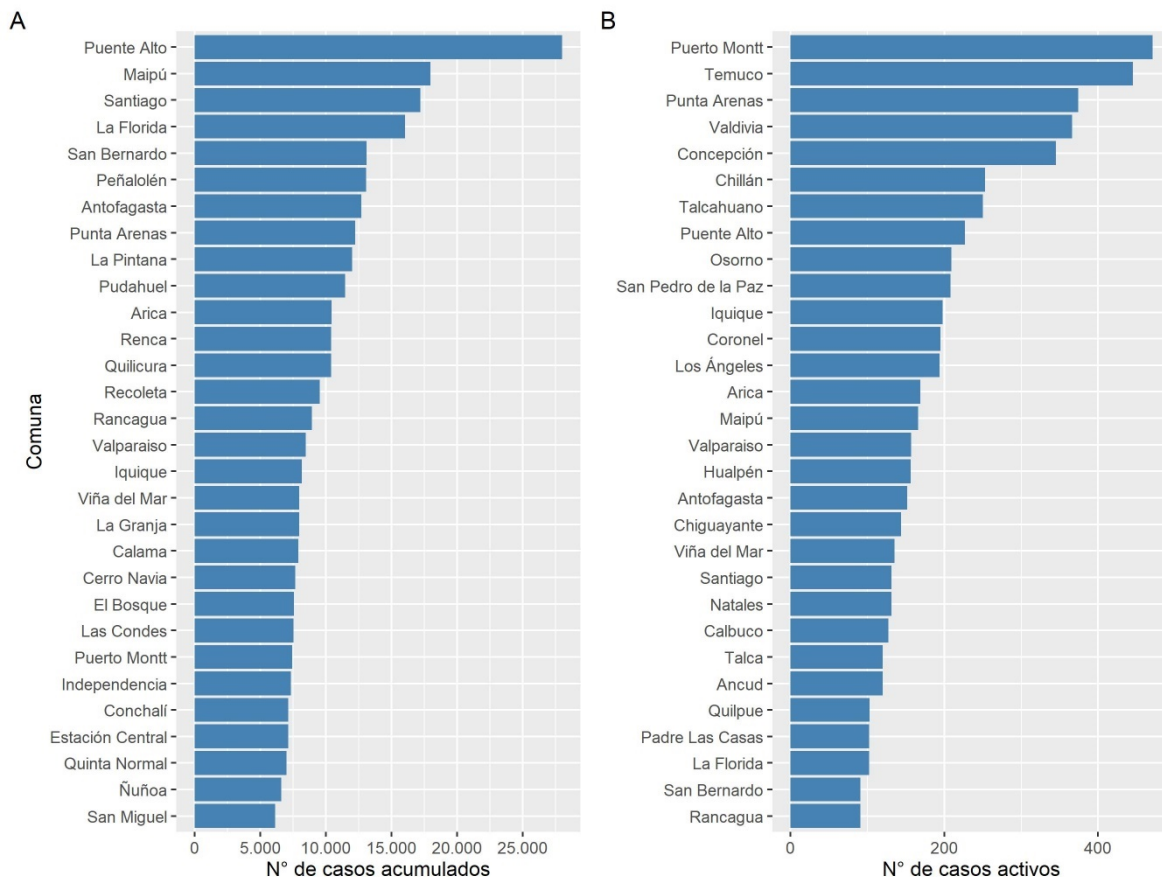 A
Comuna
Puente Alto
Maipú
Santiago
La Florida
San Bernardo
Peñalolén
Antofagasta
Punta Arenas
La Pintana
Pudahuel
Arica
Renca
Quilicura
Recoleta
Rancagua
Valparaiso
Iquique
Viña del Mar
La Granja
Calama
Cerro Navia
El Bosque
Las Condes
Puerto Montt
Independencia
Conchalí
Estación Central
Quinta Normal
Ñuñoa
San Miguel
0 5.000 10.000 15.000 20.000 25.000
N° de casos acumulados
B
Puerto Montt
Temuco
Punta Arenas
Valdivia
Concepción
Chillán
Talcahuano
Puente Alto
Osorno
San Pedro de la Paz
Iquique
Coronel
Los Ángeles
Arica
Maipú
Valparaiso
Hualpén
Antofagasta
Chiguayante
Viña del Mar
Santiago
Natales
Calbuco
Talca
Ancud
Quilpue
Padre Las Casas
La Florida
San Bernardo
Rancagua
0 200 400
N° de casos activos